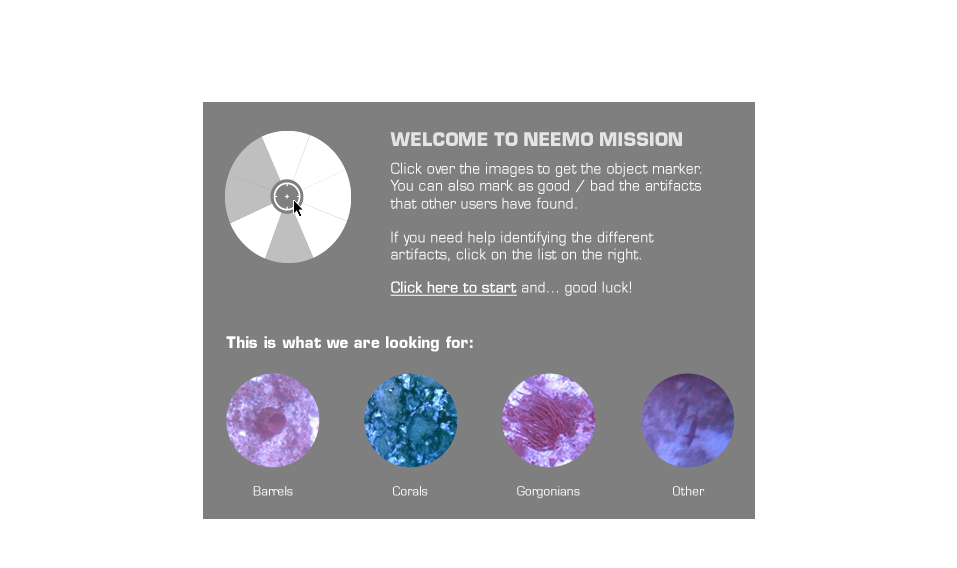 WELCOME TO NEEMO MISSION
Click over the images to get the object marker.
You can also mark as good / bad the artifacts
that other users have found.
If you need help identifying the different
artifacts, click on the list on the right.
Click here to start and... good luck!
This is what we are looking for:
Barrels
Corals
Gorgonians
Other